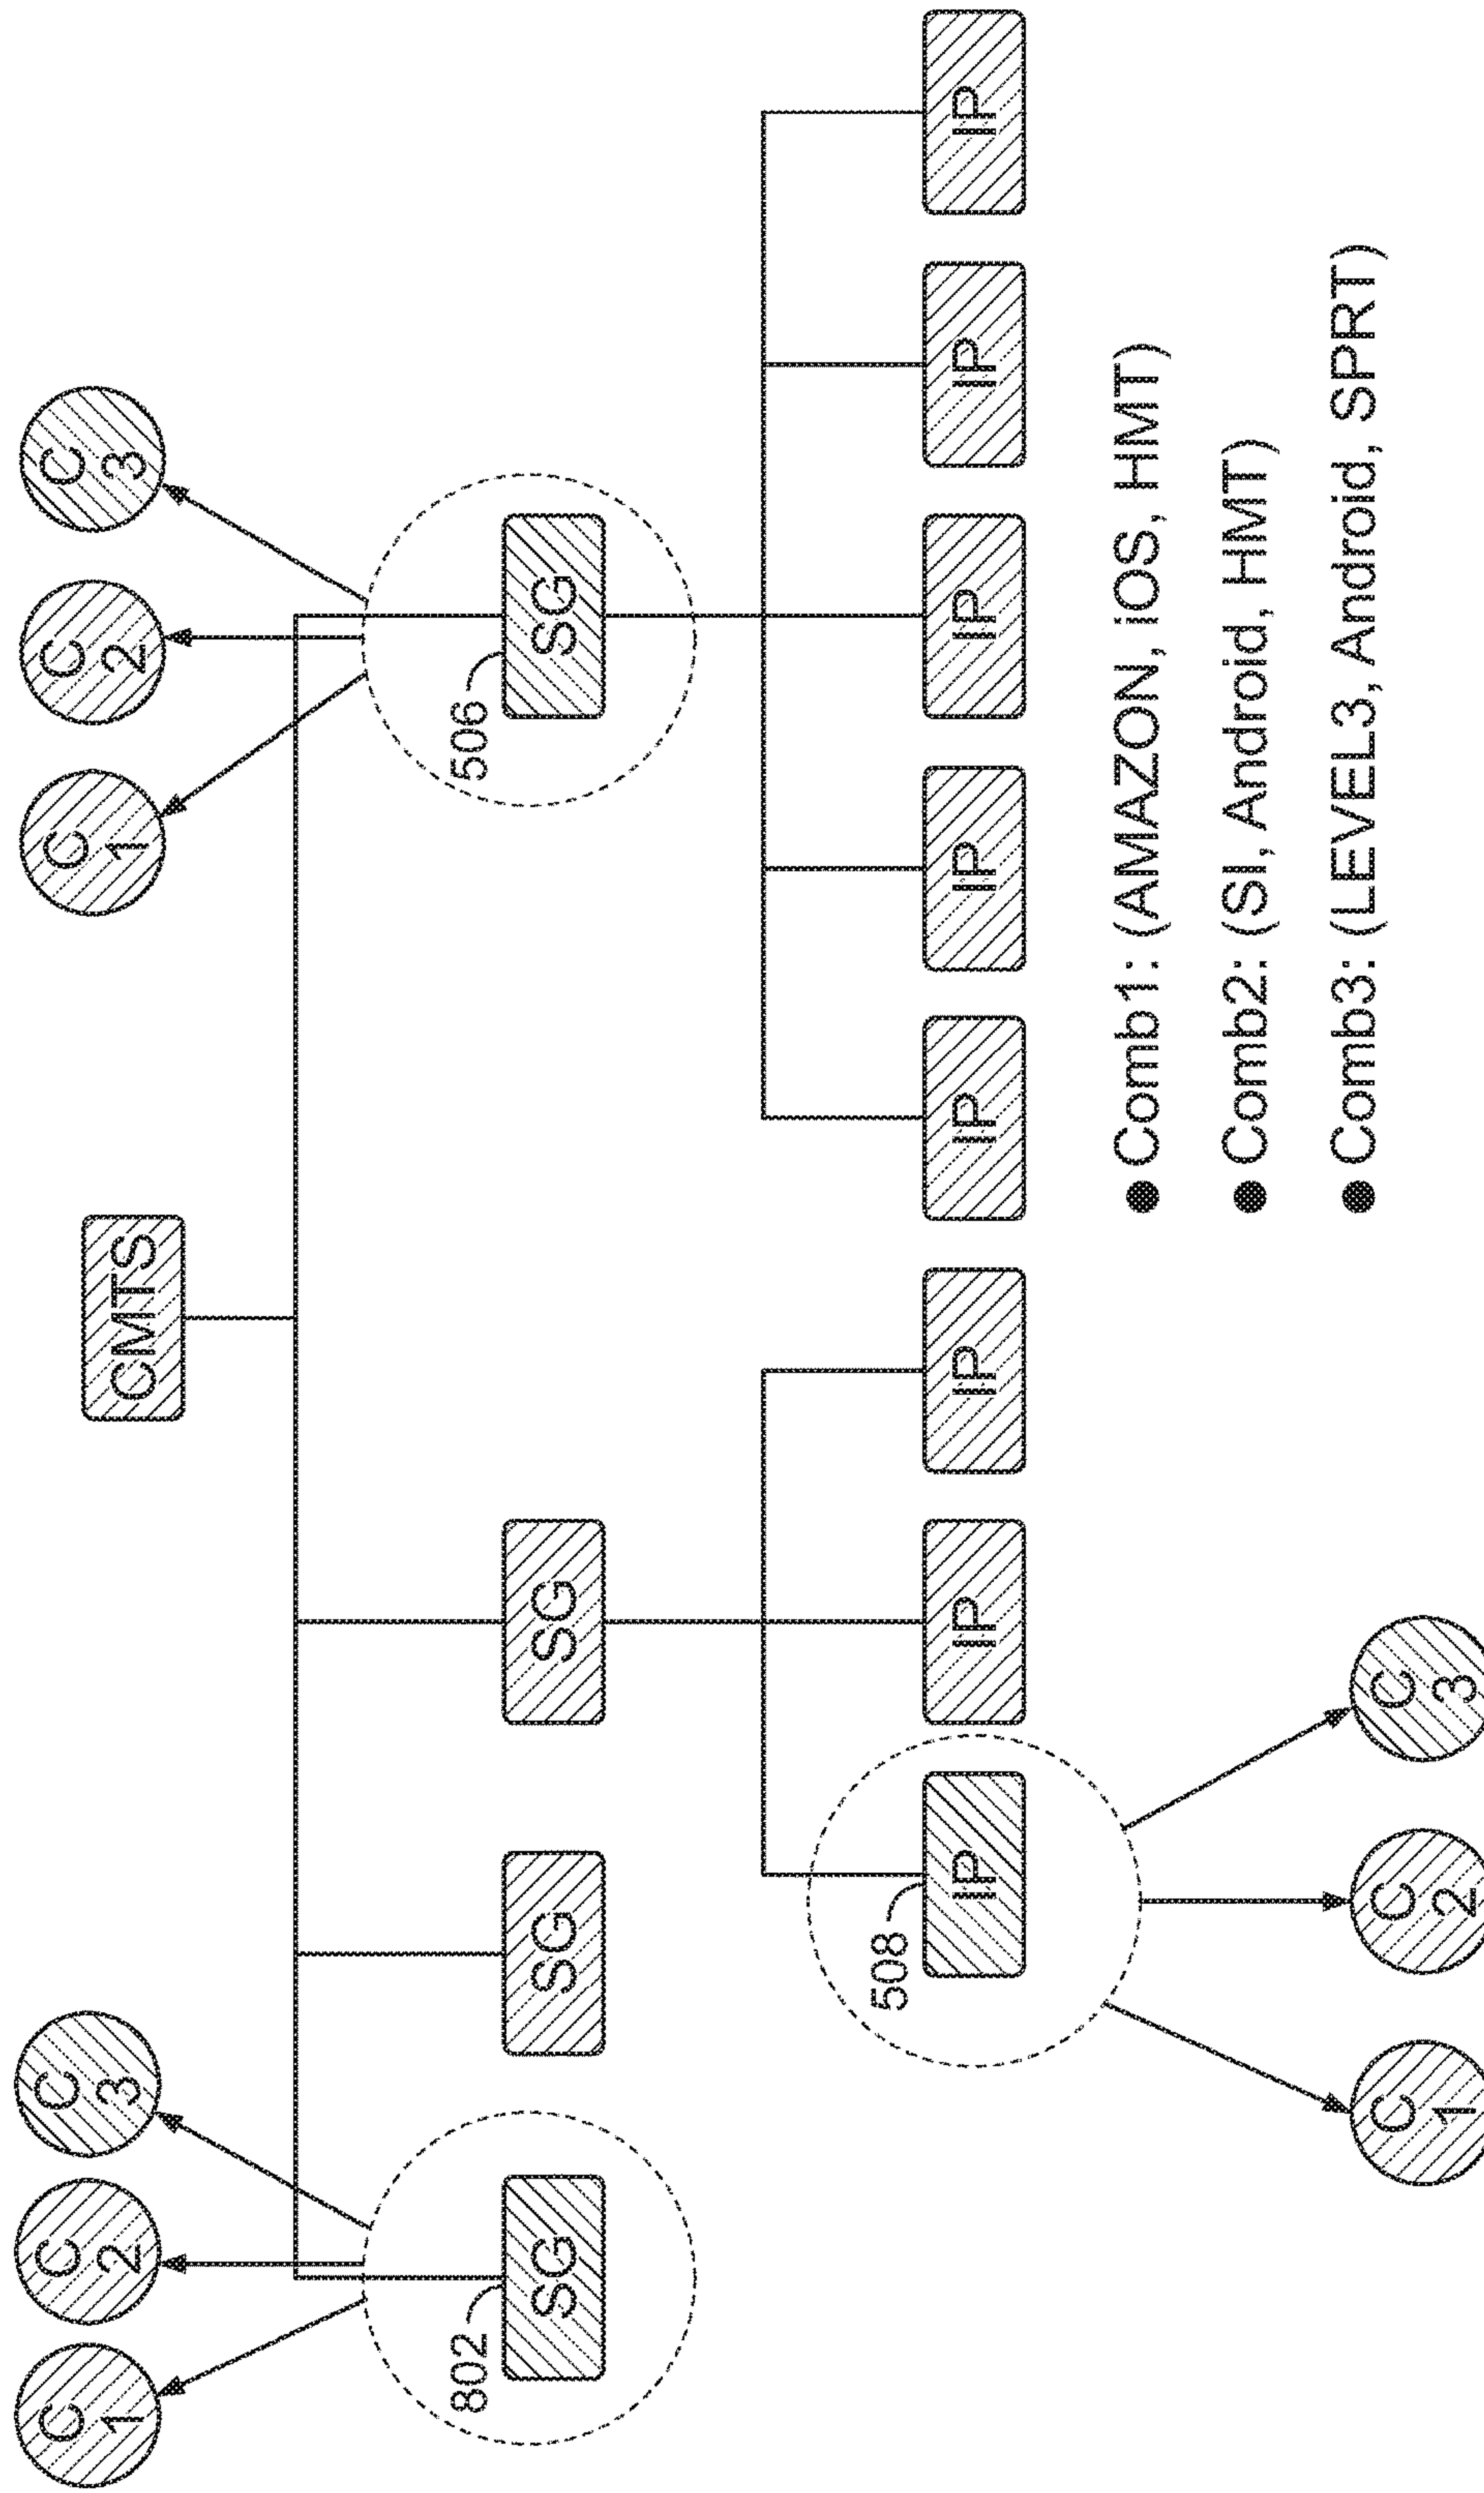 C 1
C 2
C 3
CMTS
C 1
C 2
C 3
802
SG
SG
SG
506
SG
508
IP
IP
IP
IP
IP
IP
IP
IP
C 1
C 2
C 3
● Comb1: (AMAZON, iOS, HMT)
● Comb2: (SI, Android, HMT)
● Comb3: (LEVEL3, Android, SPRT)